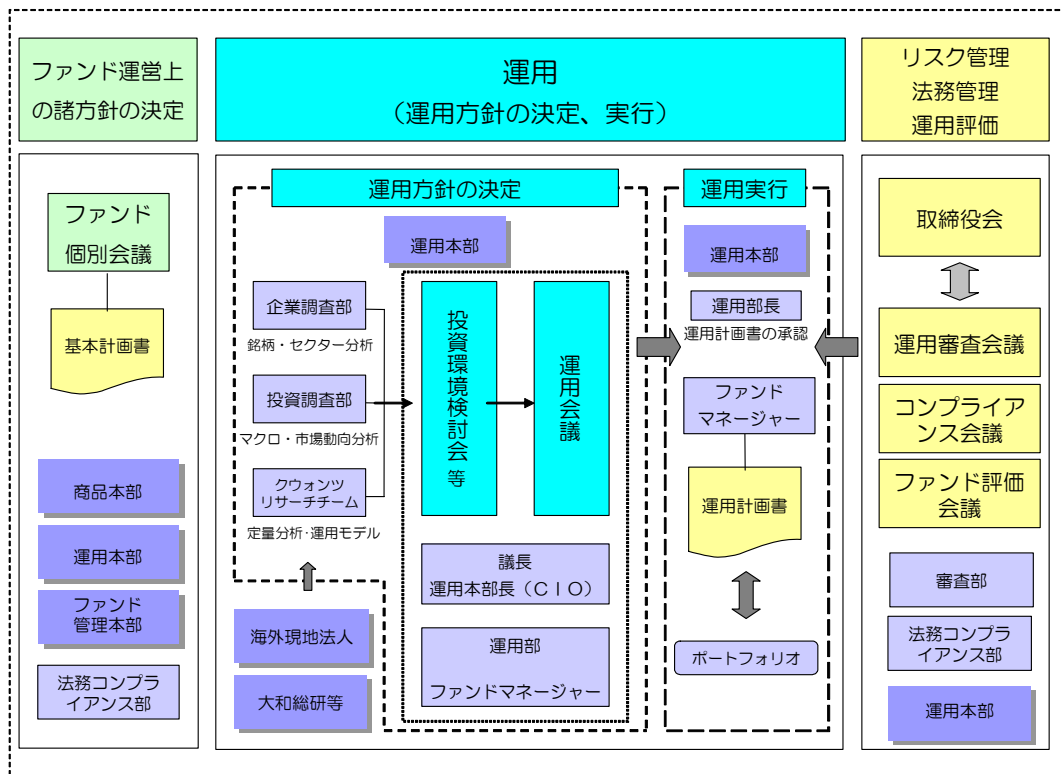 ファンド運営上
の諸方針の決定
運用
（運用方針の決定、実行）
リスク管理
法務管理
運用評価
ファンド
個別会議
基本計画書
商品本部
運用本部
ファンド
管理本部
法務コンプラ
イアンス部
運用方針の決定
運用本部
企業調査部
銘柄・セクター分析
投資調査部
マクロ・市場動向分析
クウォンツ
リサーチチーム
定量分析・運用モデル
海外現地法人
大和総研等
投資環境検討会等
運用会議
議長
運用本部長（ＣＩＯ）
運用部
ファンドマネージャー
運用実行
運用本部
運用部長
運用計画書の承認
ファンド
マネージャー
運用計画書
ポートフォリオ
取締役会
運用審査会議
コンプライア
ンス会議
ファンド評価
会議
審査部
法務コンプラ
イアンス部
運用本部